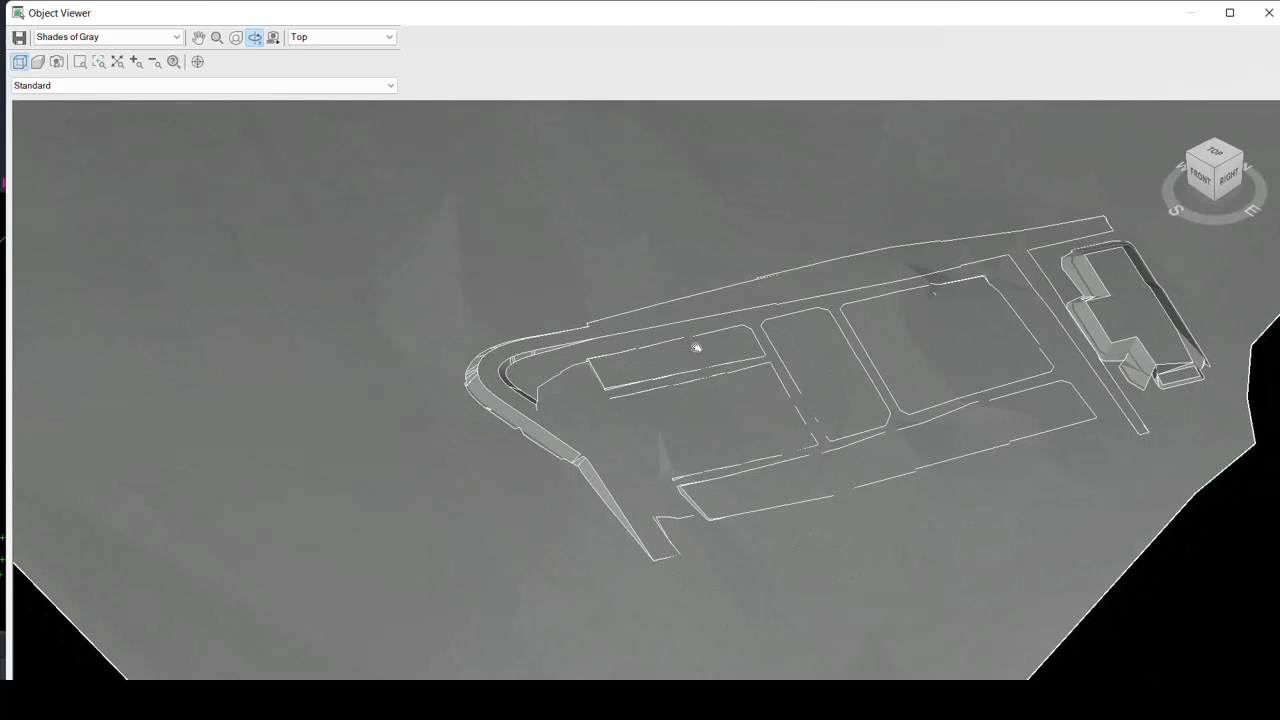 Object Viewer
Shades of Gray
Top
Standard
TOP
FRONT
RIGHT
W
N
S
E